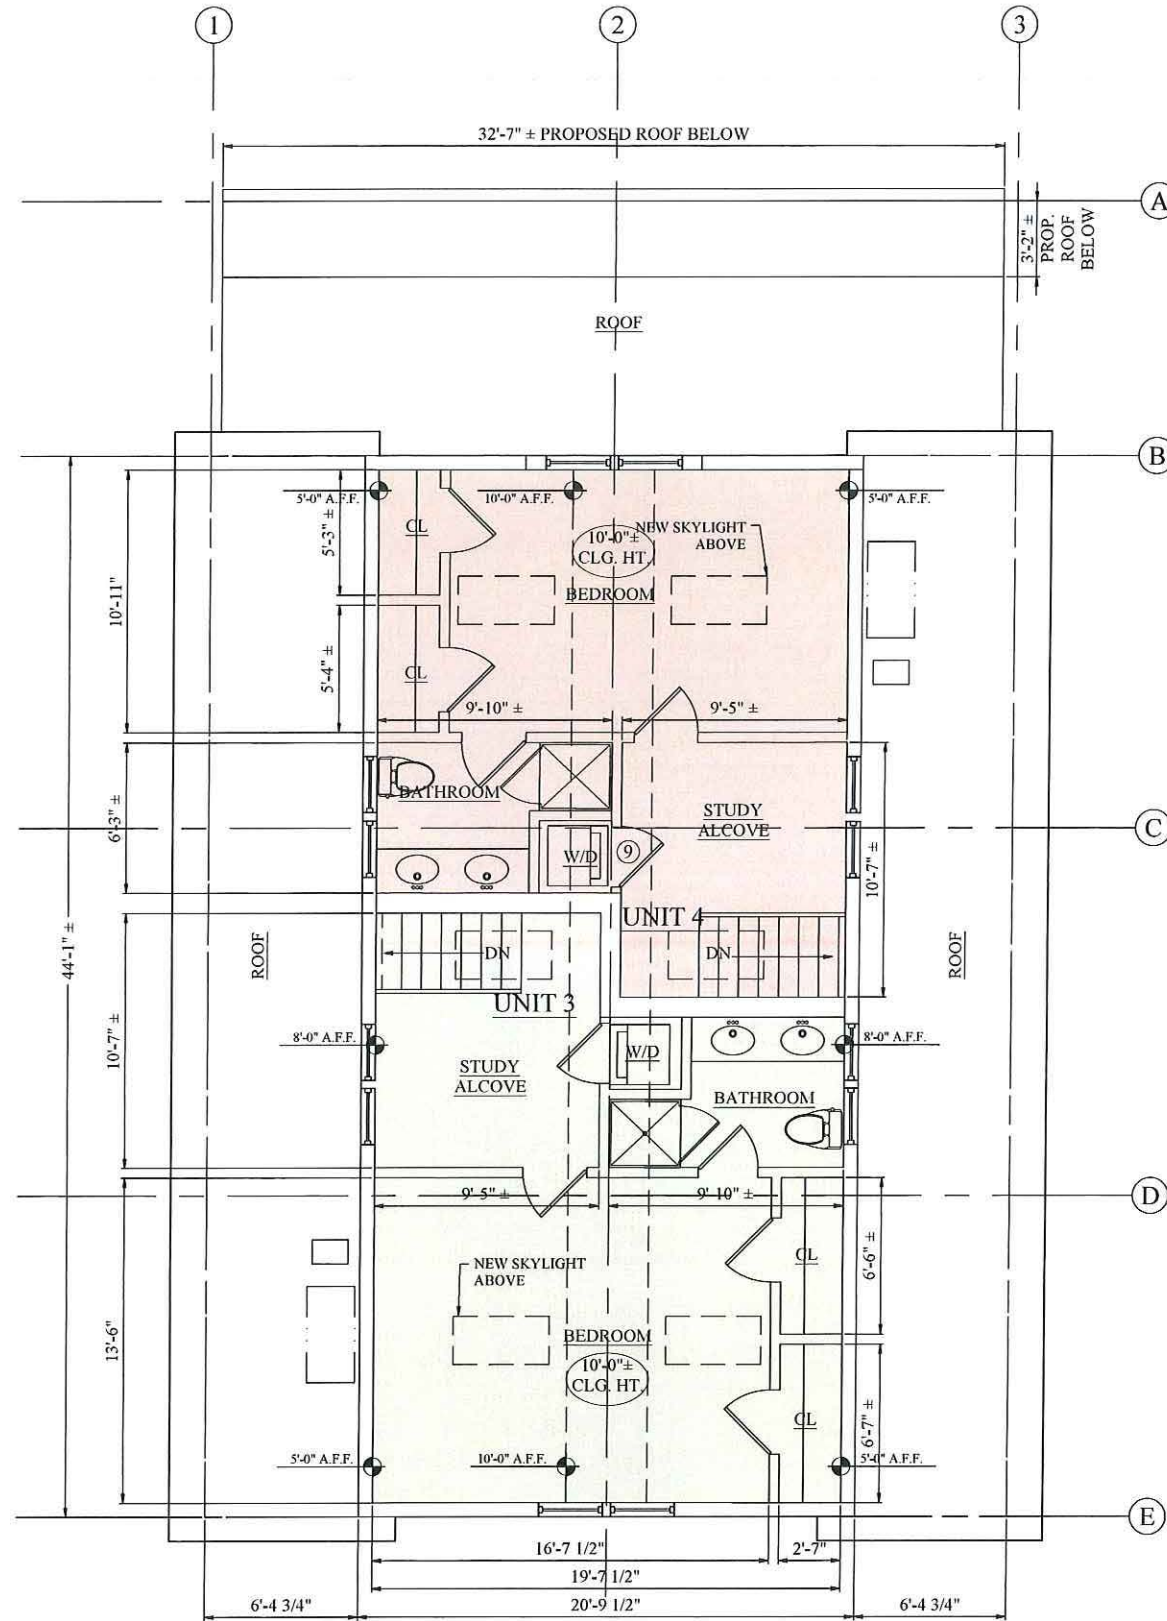 1
2
3
32'-7" ± PROPOSED ROOF BELOW
A
3'-2" ±
PROP.
ROOF
BELOW
ROOF
B
5'-0" A.F.F.
10'-0" A.F.F.
5'-0" A.F.F.
5'-3" ±
CL
10'-0"±
CLG. HT.
NEW SKYLIGHT
ABOVE
BEDROOM
10'-11"
5'-4" ±
CL
9'-10" ±
9'-5" ±
6'-3" ±
BATHROOM
STUDY
ALCOVE
C
W/D
9
10'-7" ±
UNIT 4
44'-1" ±
ROOF
DN
DN
ROOF
UNIT 3
10'-7" ±
8'-0" A.F.F.
8'-0" A.F.F.
W/D
STUDY
ALCOVE
BATHROOM
9'-5" ±
9'-10" ±
D
CL
6'-6" ±
NEW SKYLIGHT
ABOVE
13'-6"
BEDROOM
10'-0"±
CLG. HT.
CL
6'-7" ±
5'-0" A.F.F.
10'-0" A.F.F.
5'-0" A.F.F.
E
16'-7 1/2"
2'-7"
19'-7 1/2"
6'-4 3/4"
20'-9 1/2"
6'-4 3/4"